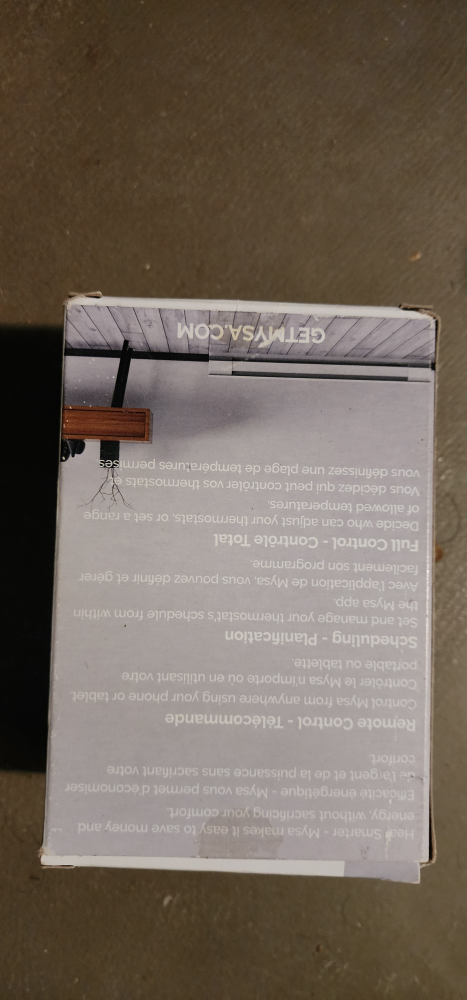 Heat Smarter - Mysa makes it easy to save money and
energy, without sacrificing your comfort.
Efficacité énergétique - Mysa vous permet d'économiser
de l'argent et de la puissance sans sacrifiant votre
confort.
Remote Control - Télécommande
Control Mysa from anywhere using your phone or tablet.
Contrôler Mysa n'importe où en utilisant votre
portable ou tablette.
Scheduling - Planification
Set and manage your thermostat's schedule from within
the Mysa app.
Avec l'application de Mysa, vous pouvez définir et gérer
facilement son programme.
Full Control - Contrôle Total
Decide who can adjust your thermostats, or set a range
of allowed temperatures.
Vous décidez qui peut contrôler vos thermostats et
vous définissez une plage de températures permises
GETMYSA.COM